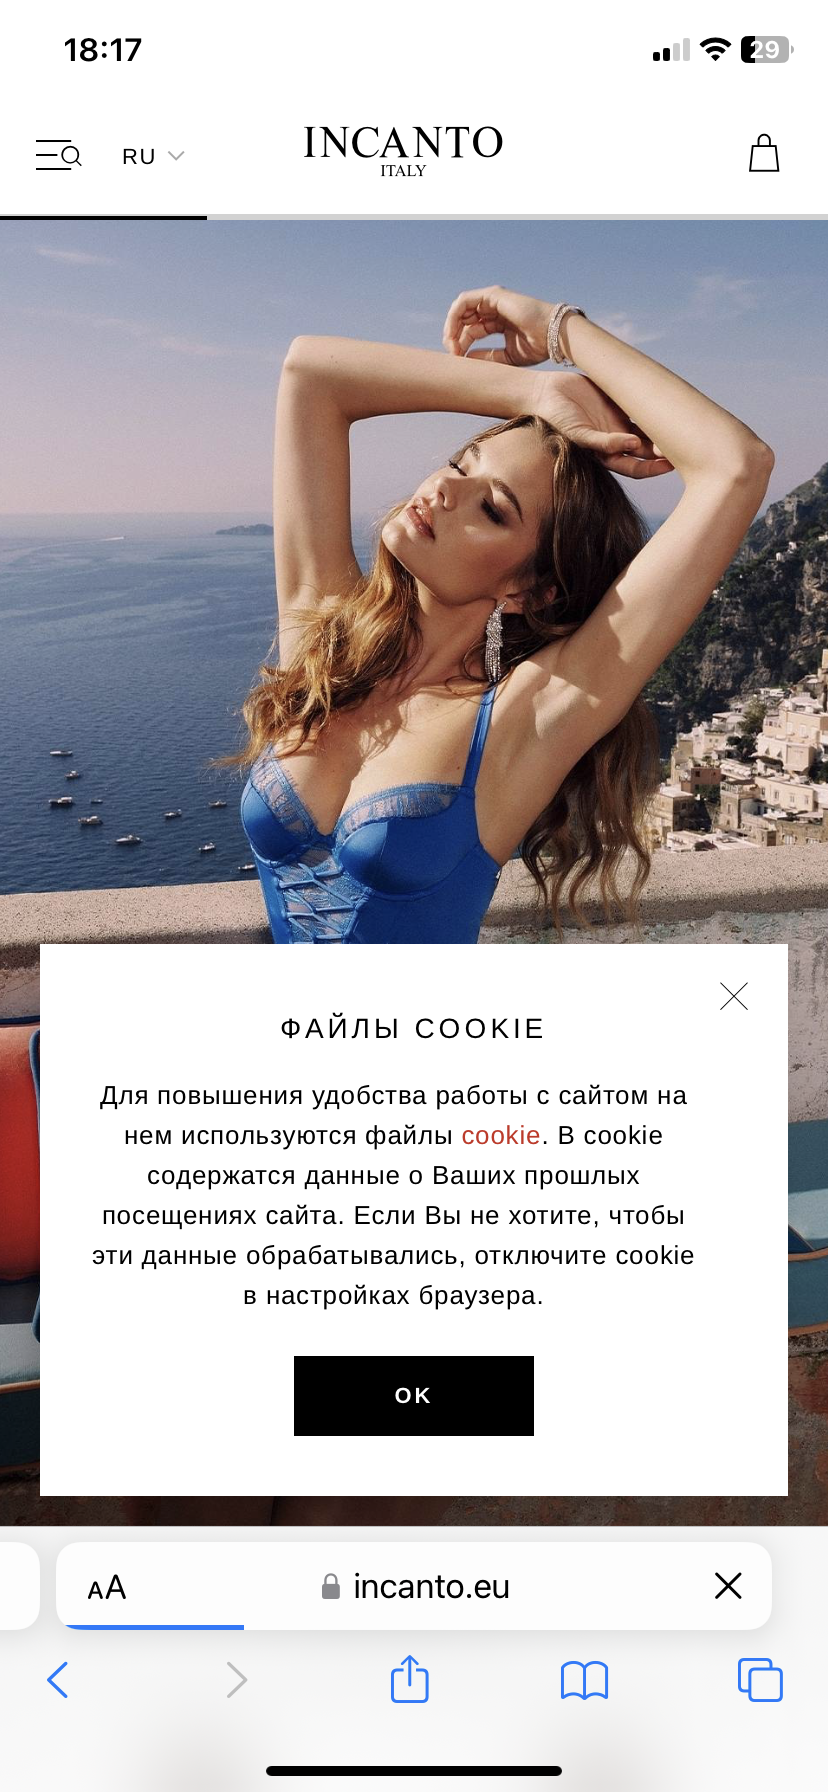 18:17
29
RU
INCANTO
ITALY
ФАЙЛЫ COOKIE
Для повышения удобства работы с сайтом на
нем используются файлы cookie. В cookie
содержатся данные о Ваших прошлых
посещениях сайта. Если Вы не хотите, чтобы
эти данные обрабатывались, отключите cookie
в настройках браузера.
OK
AA
incanto.eu